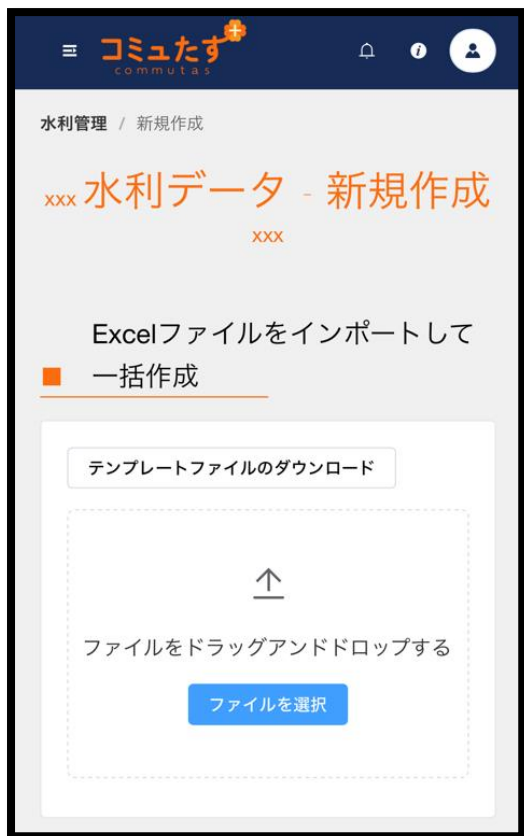 コミュたす
commutas
水利管理 / 新規作成
xxx 水利データ - 新規作成
xxx
Excelファイルをインポートして
一括作成
テンプレートファイルのダウンロード
ファイルをドラッグアンドドロップする
ファイルを選択